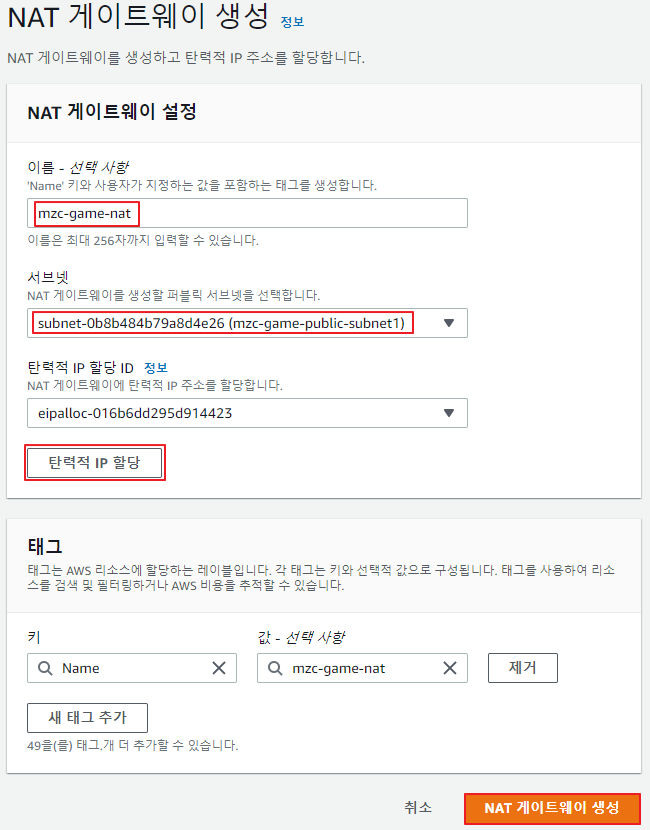 NAT 게이트웨이 생성 정보
NAT 게이트웨이를 생성하고 탄력적 IP 주소를 할당합니다.
NAT 게이트웨이 설정
이름 - 선택 사항
'Name' 키와 사용자가 지정하는 값을 포함하는 태그를 생성합니다.
mzc-game-nat
이름은 최대 256자까지 입력할 수 있습니다.
서브넷
NAT 게이트웨이를 생성할 퍼블릭 서브넷을 선택합니다.
subnet-0b8b484b79a8d4e26 (mzc-game-public-subnet1)
탄력적 IP 할당 ID 정보
NAT 게이트웨이에 탄력적 IP 주소를 할당합니다.
eipalloc-016b6dd295d914423
탄력적 IP 할당
태그
태그는 AWS 리소스에 할당하는 레이블입니다. 각 태그는 키와 선택적 값으로 구성됩니다. 태그를 사용하여 리소
스를 검색 및 필터링하거나 AWS 비용을 추적할 수 있습니다.
키 값 - 선택 사항
Name mzc-game-nat 제거
새 태그 추가
49을(를) 태그.개 더 추가할 수 있습니다.
취소 NAT 게이트웨이 생성